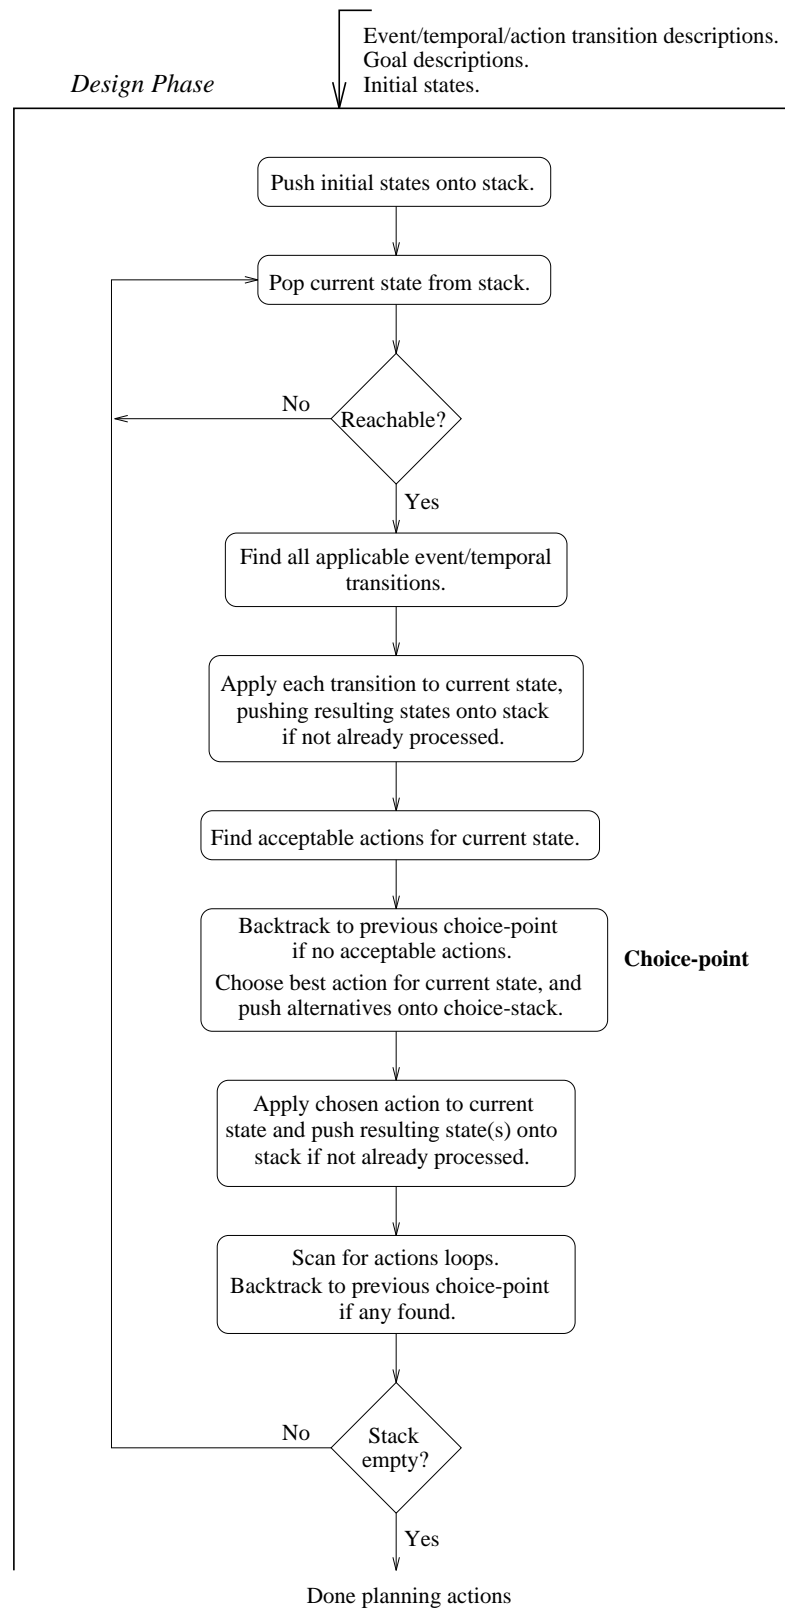 Event/temporal/action transition descriptions.
Goal descriptions.
Initial states.
Design Phase
Push initial states onto stack.
Pop current state from stack.
No
Reachable?
Yes
Find all applicable event/temporal
transitions.
Apply each transition to current state,
pushing resulting states onto stack
if not already processed.
Find acceptable actions for current state.
Backtrack to previous choice-point
if no acceptable actions.
Choose best action for current state, and
push alternatives onto choice-stack.
Choice-point
Apply chosen action to current
state and push resulting state(s) onto
stack if not already processed.
Scan for actions loops.
Backtrack to previous choice-point
if any found.
No
Stack
empty?
Yes
Done planning actions